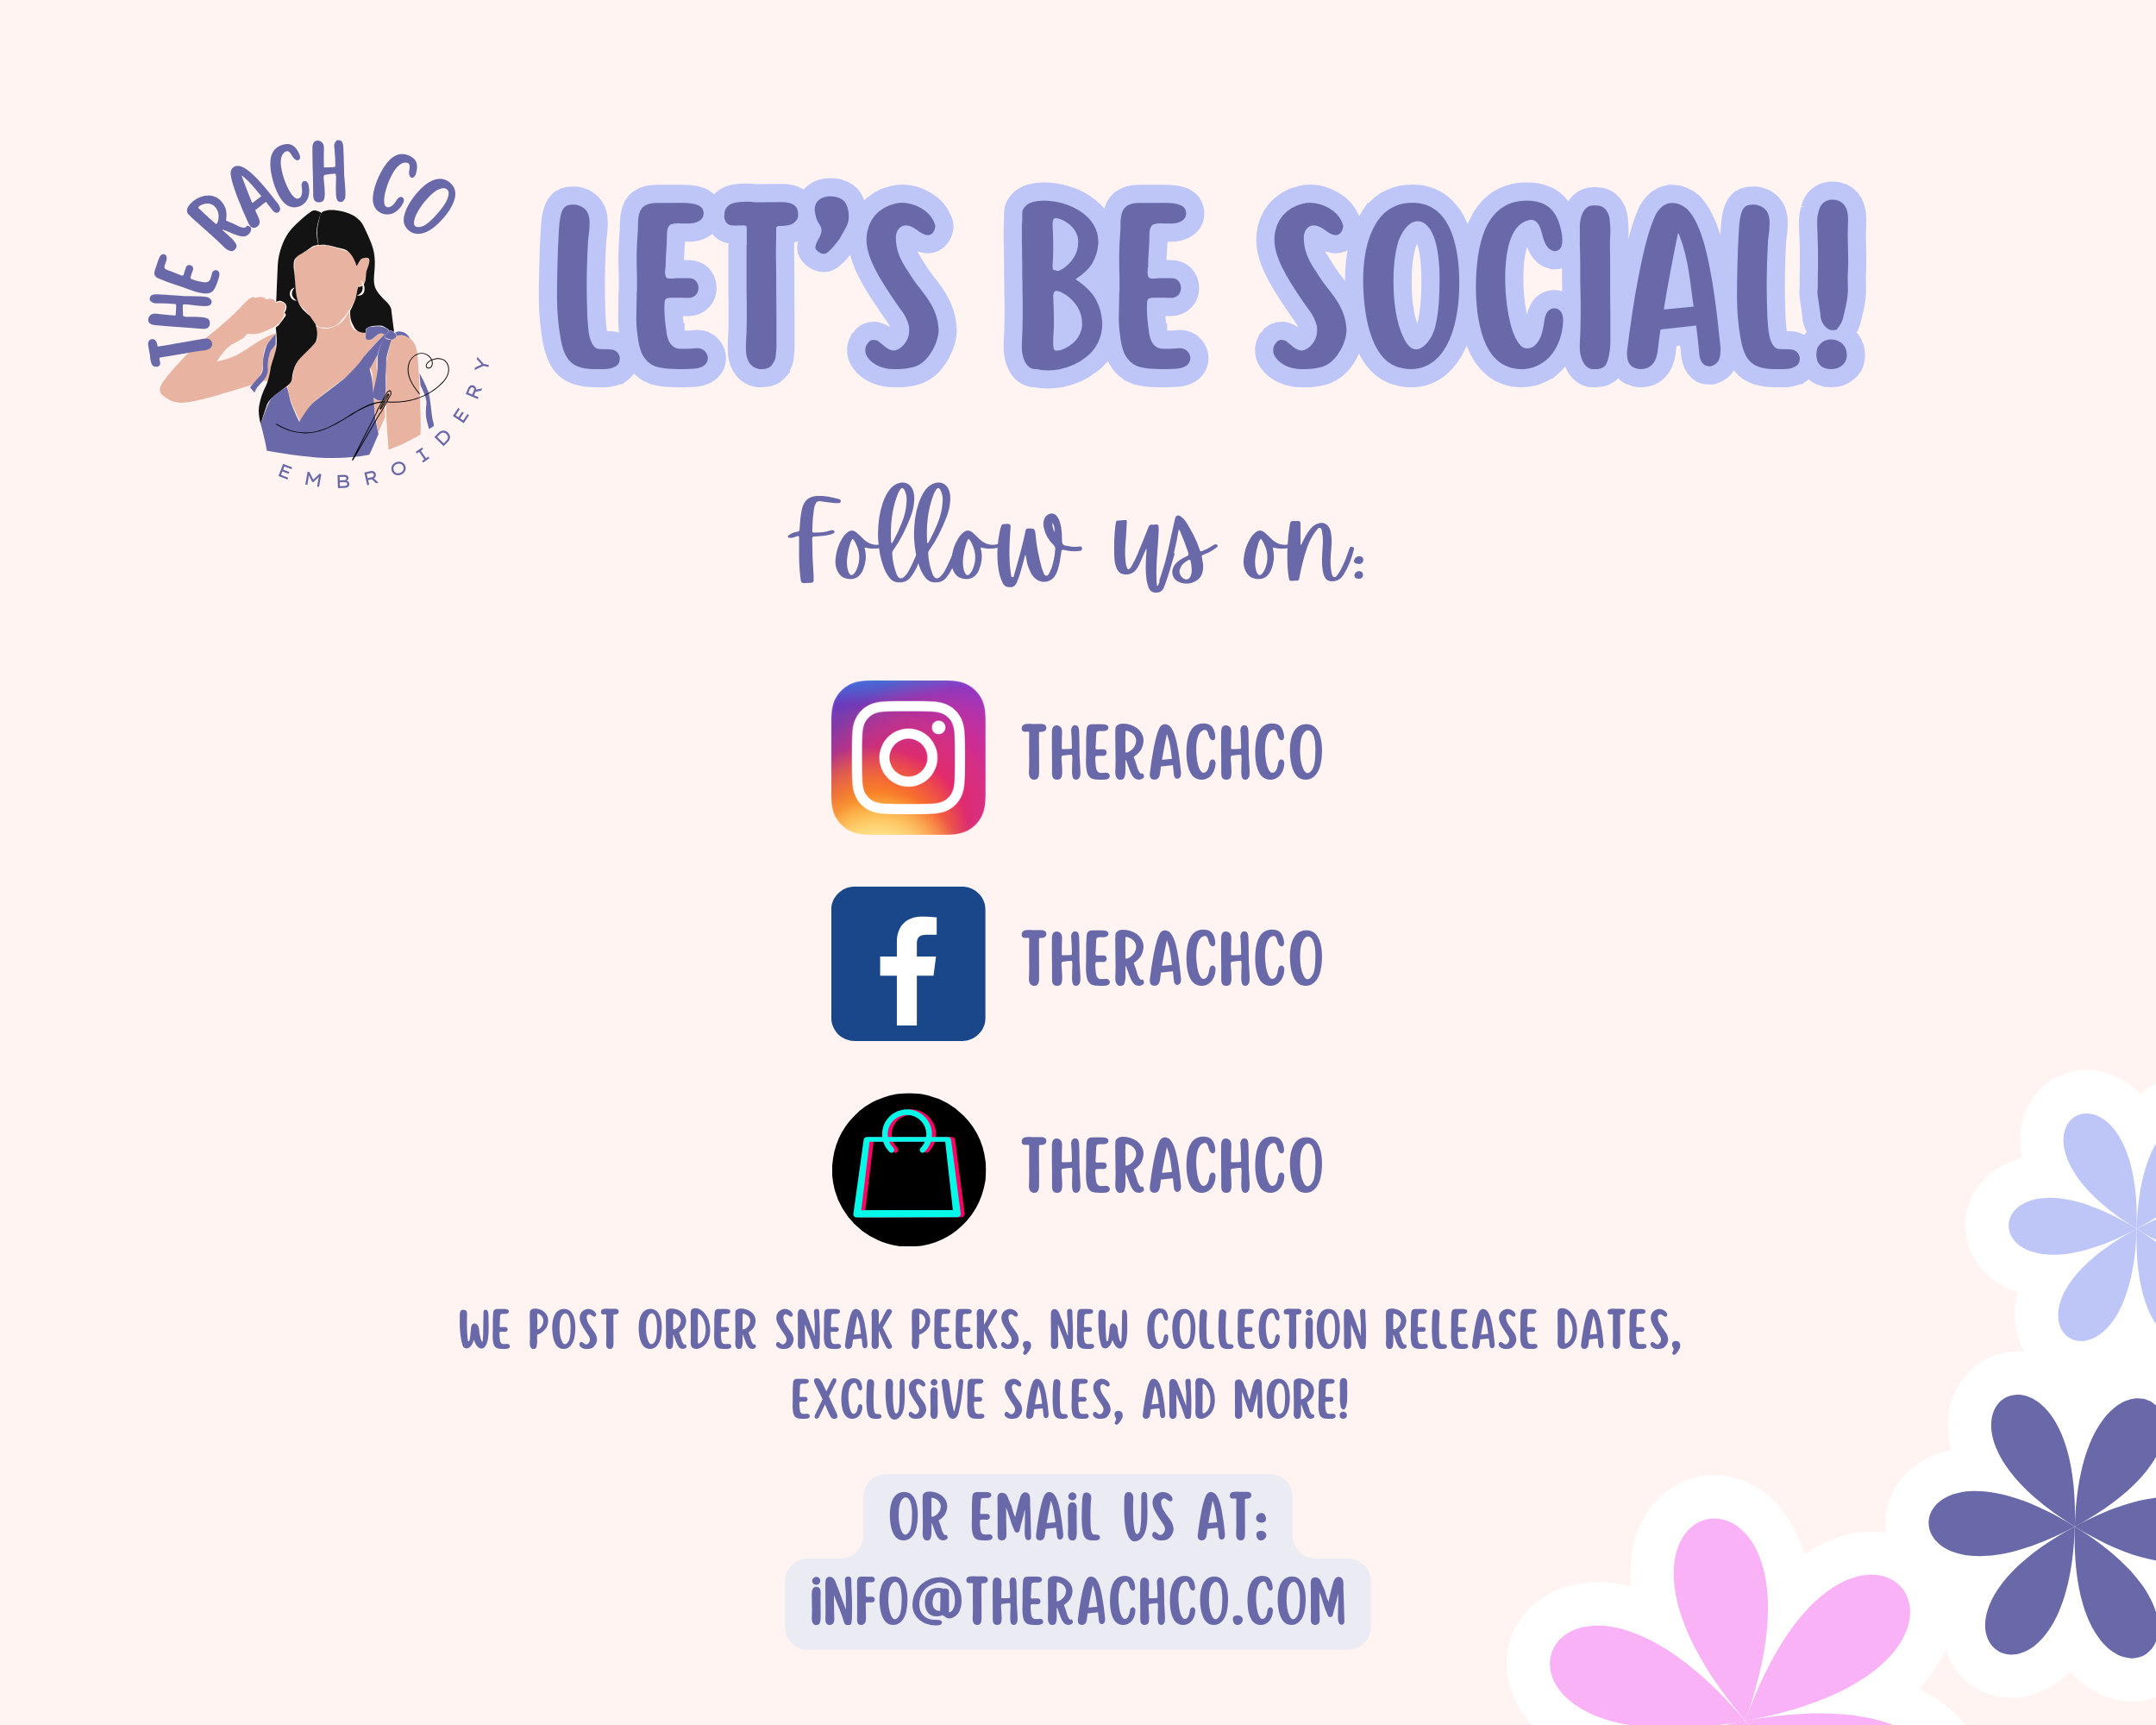 THE RACH CO
EMBROIDERY
LET'S BE SOCIAL!
Follow us on:
THERACHCO
THERACHCO
THERACHCO
WE POST ORDER SNEAK PEEKS, NEW COLLECTION RELEASE DATES,
EXCLUSIVE SALES, AND MORE!
OR EMAIL US AT:
INFO@THERACHCO.COM